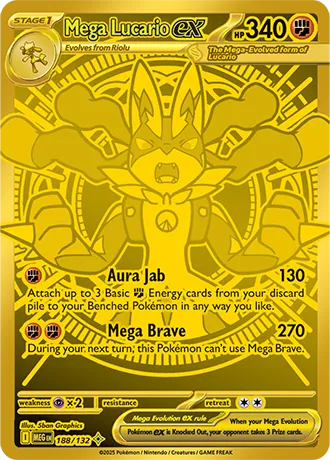 STAGE 1
Mega Lucario ex
HP 340
Evolves from Riolu
The Mega-Evolved form of
Lucario
Aura Jab 130
Attach up to 3 Basic Energy cards from your discard
pile to your Benched Pokémon in any way you like.
Mega Brave 270
During your next turn, this Pokémon can't use Mega Brave.
weakness ×2 resistance retreat
Illus. 5ban Graphics
Mega Evolution ex rule
When your Mega Evolution
Pokémon ex is Knocked Out, your opponent takes 3 Prize cards.
I MEG EN 188/132
©2025 Pokémon / Nintendo / Creatures / GAME FREAK